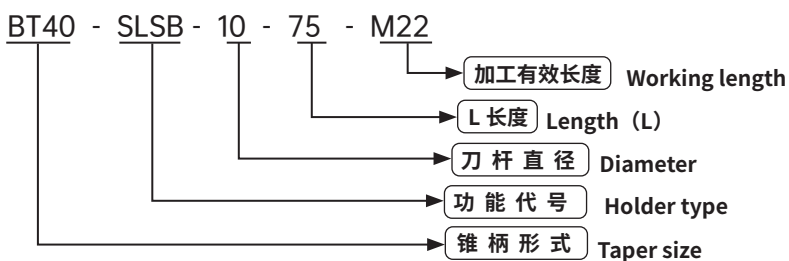 BT40 - SLSB - 10 - 75 - M22
加工有效长度 Working length
L 长度 Length（L）
刀 杆 直 径 Diameter
功 能 代 号 Holder type
锥 柄 形 式 Taper size